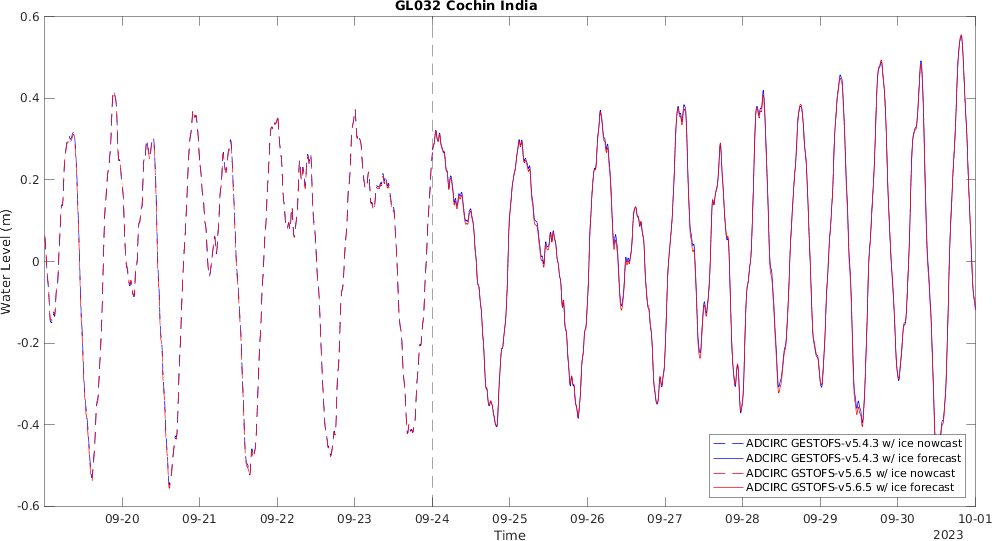 GL032 Cochin India
0.6
0.4
0.2
0
-0.2
-0.4
-0.6
Water Level (m)
ADCIRC GESTOFS-v5.4.3 w/ ice nowcast
ADCIRC GESTOFS-v5.4.3 w/ ice forecast
ADCIRC GSTOFS-v5.6.5 w/ ice nowcast
ADCIRC GSTOFS-v5.6.5 w/ ice forecast
09-20 09-21 09-22 09-23 09-24 09-25 09-26 09-27 09-28 09-29 09-30 10-01
Time
2023